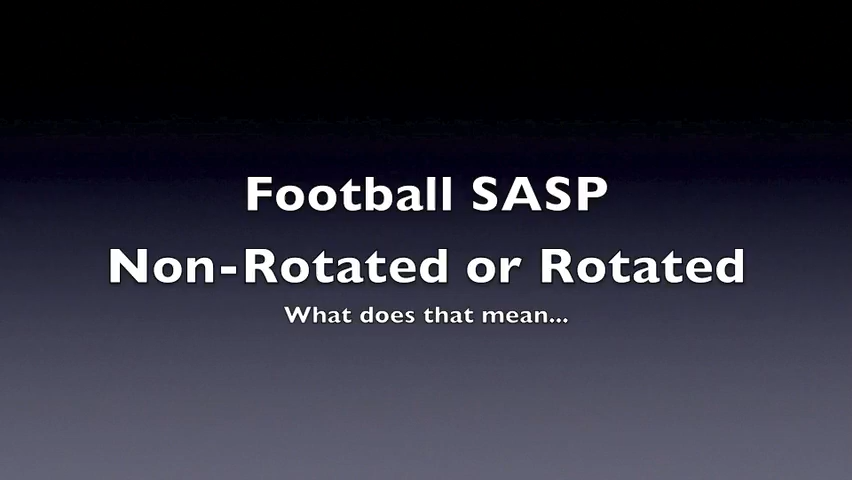 Football SASP
Non-Rotated or Rotated
What does that mean...